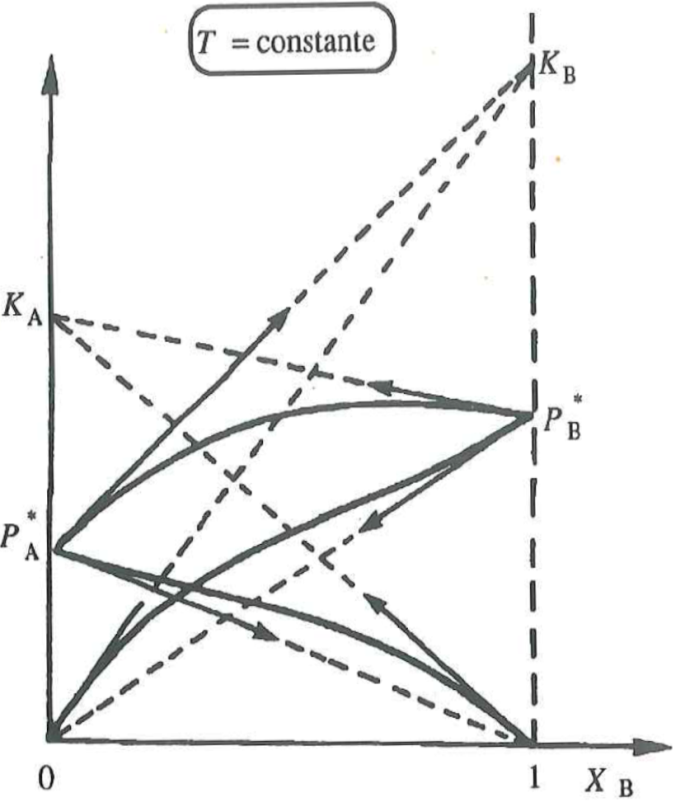 T = constante
K_B
K_A
P_B^*
P_A^*
0 1 X_B